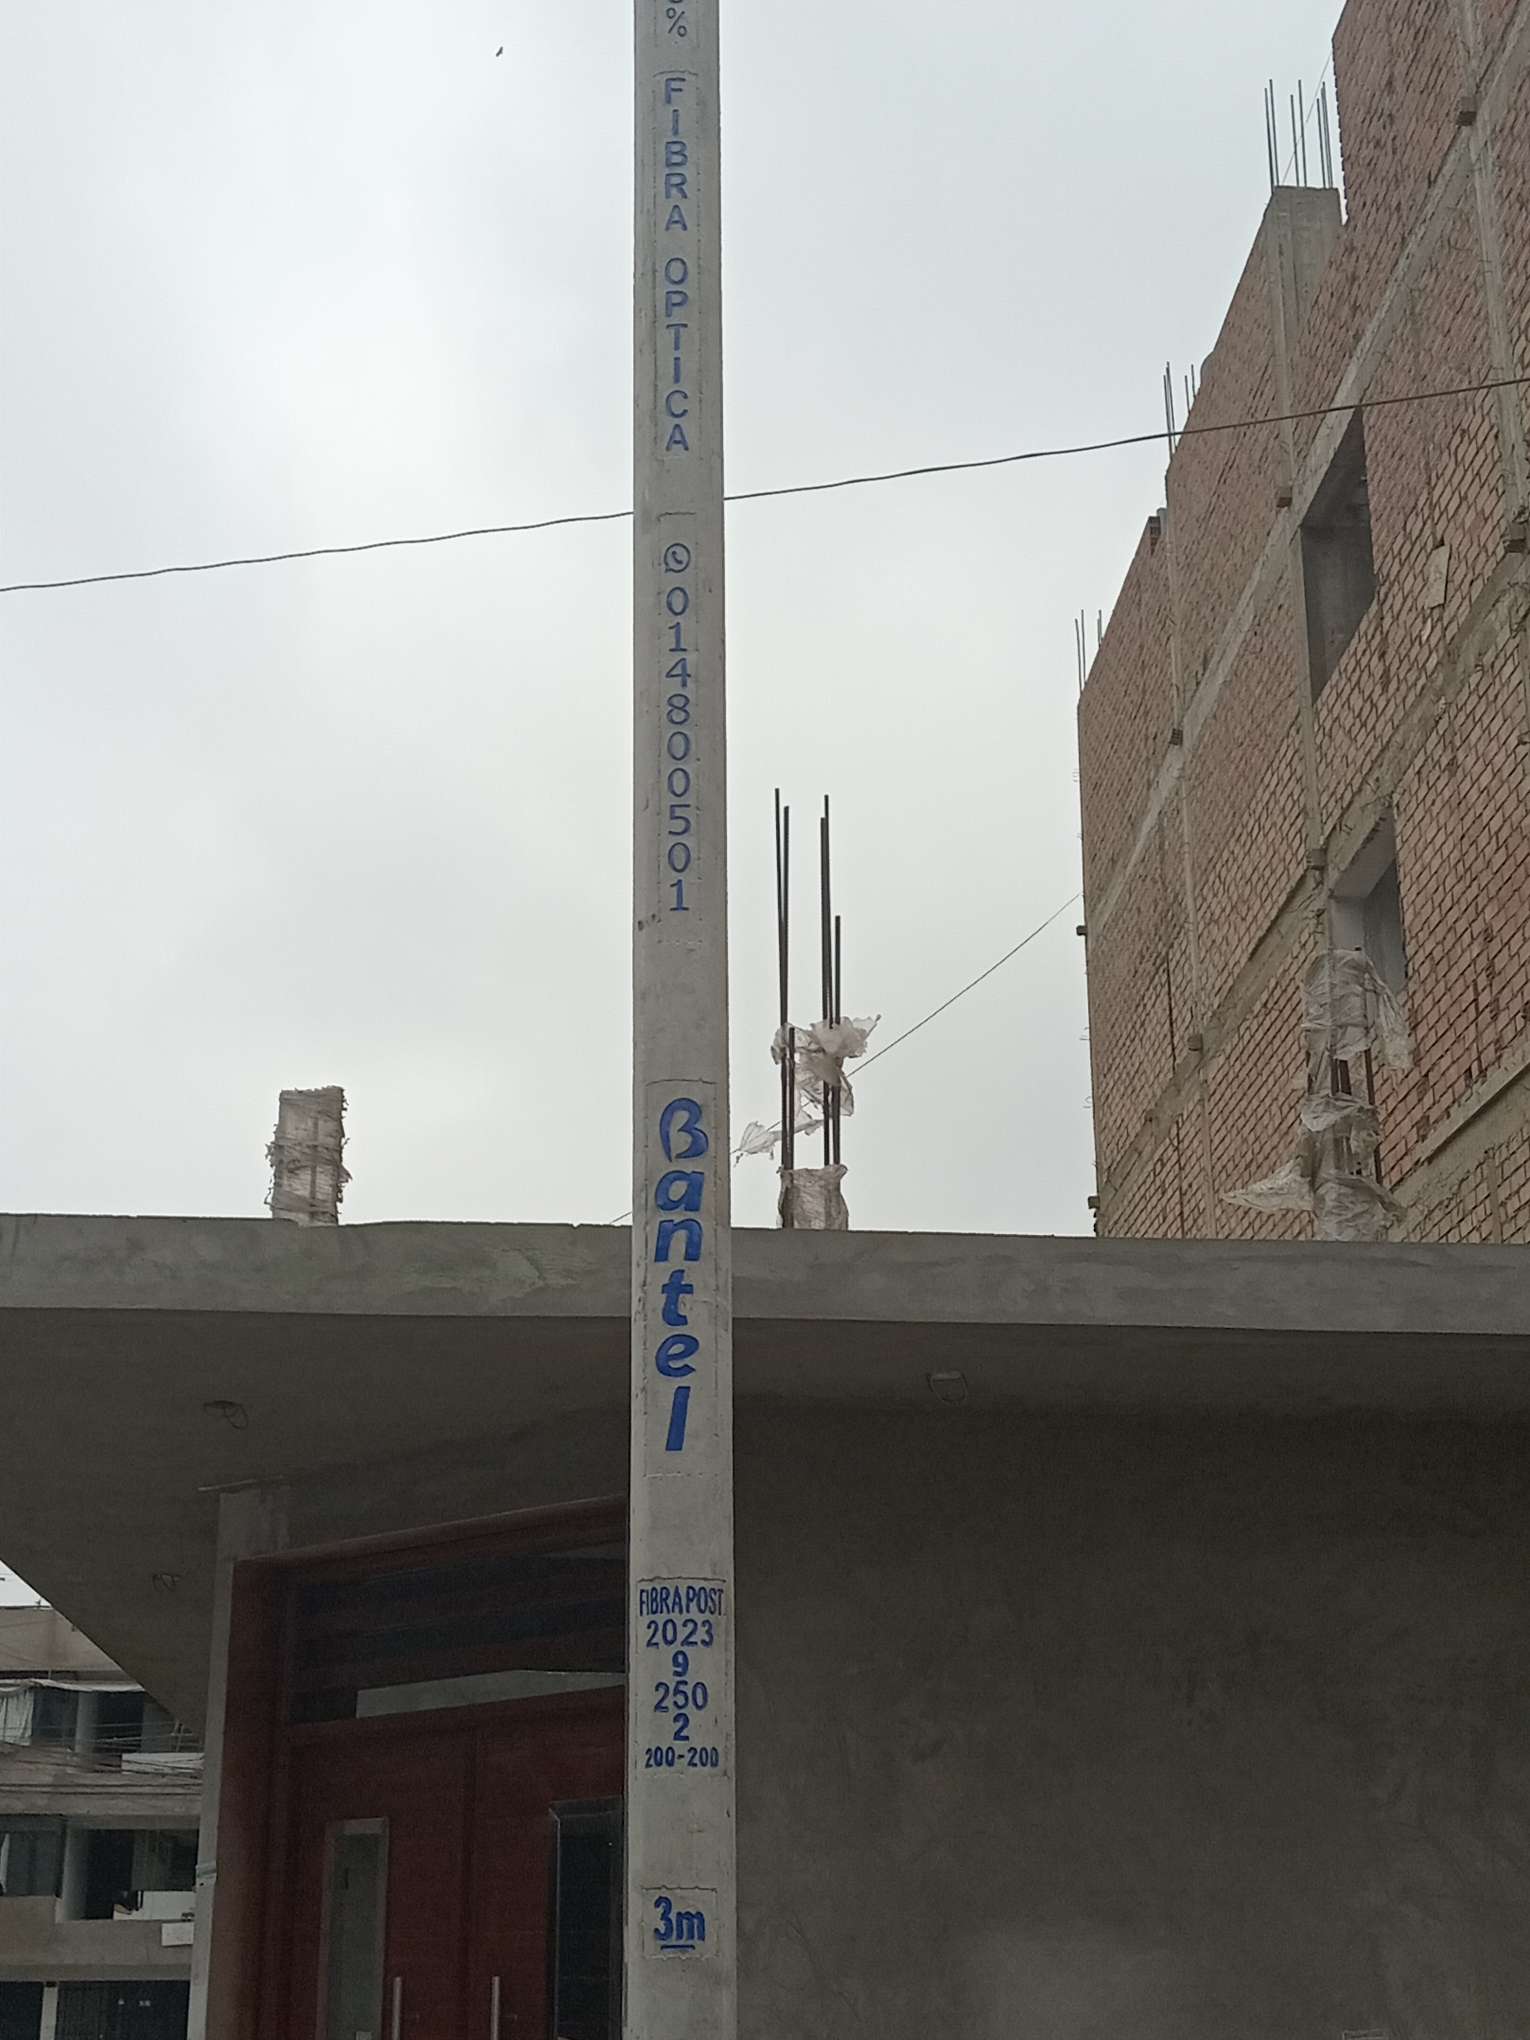 % FIBRA OPTICA
014800501
Bantel
FIBRAPOST
2023
9
250
2
200-200
3m